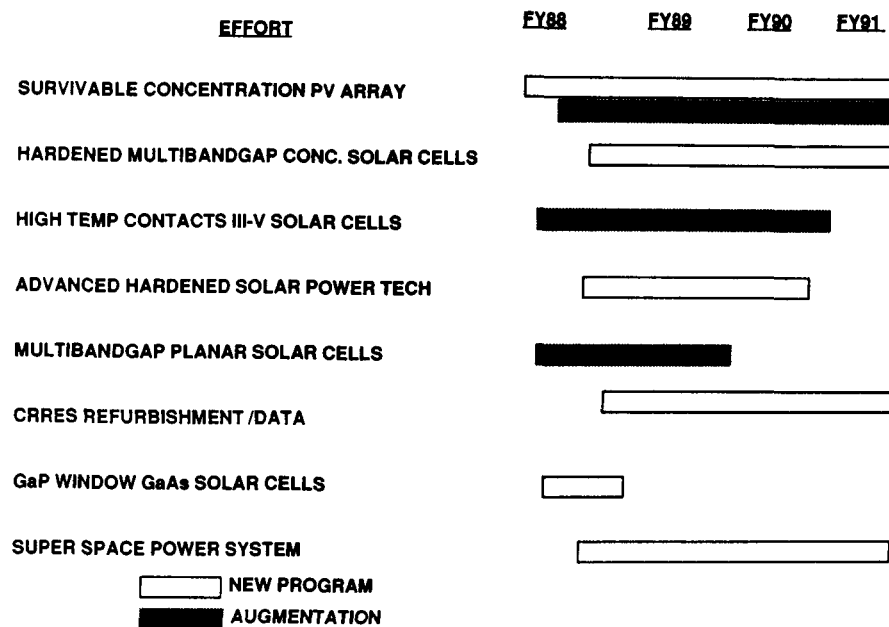 EFFORT FY88 FY89 FY90 FY91
SURVIVABLE CONCENTRATION PV ARRAY
HARDENED MULTIBANDGAP CONC. SOLAR CELLS
HIGH TEMP CONTACTS III-V SOLAR CELLS
ADVANCED HARDENED SOLAR POWER TECH
MULTIBANDGAP PLANAR SOLAR CELLS
CRRES REFURBISHMENT /DATA
GaP WINDOW GaAs SOLAR CELLS
SUPER SPACE POWER SYSTEM
NEW PROGRAM
AUGMENTATION